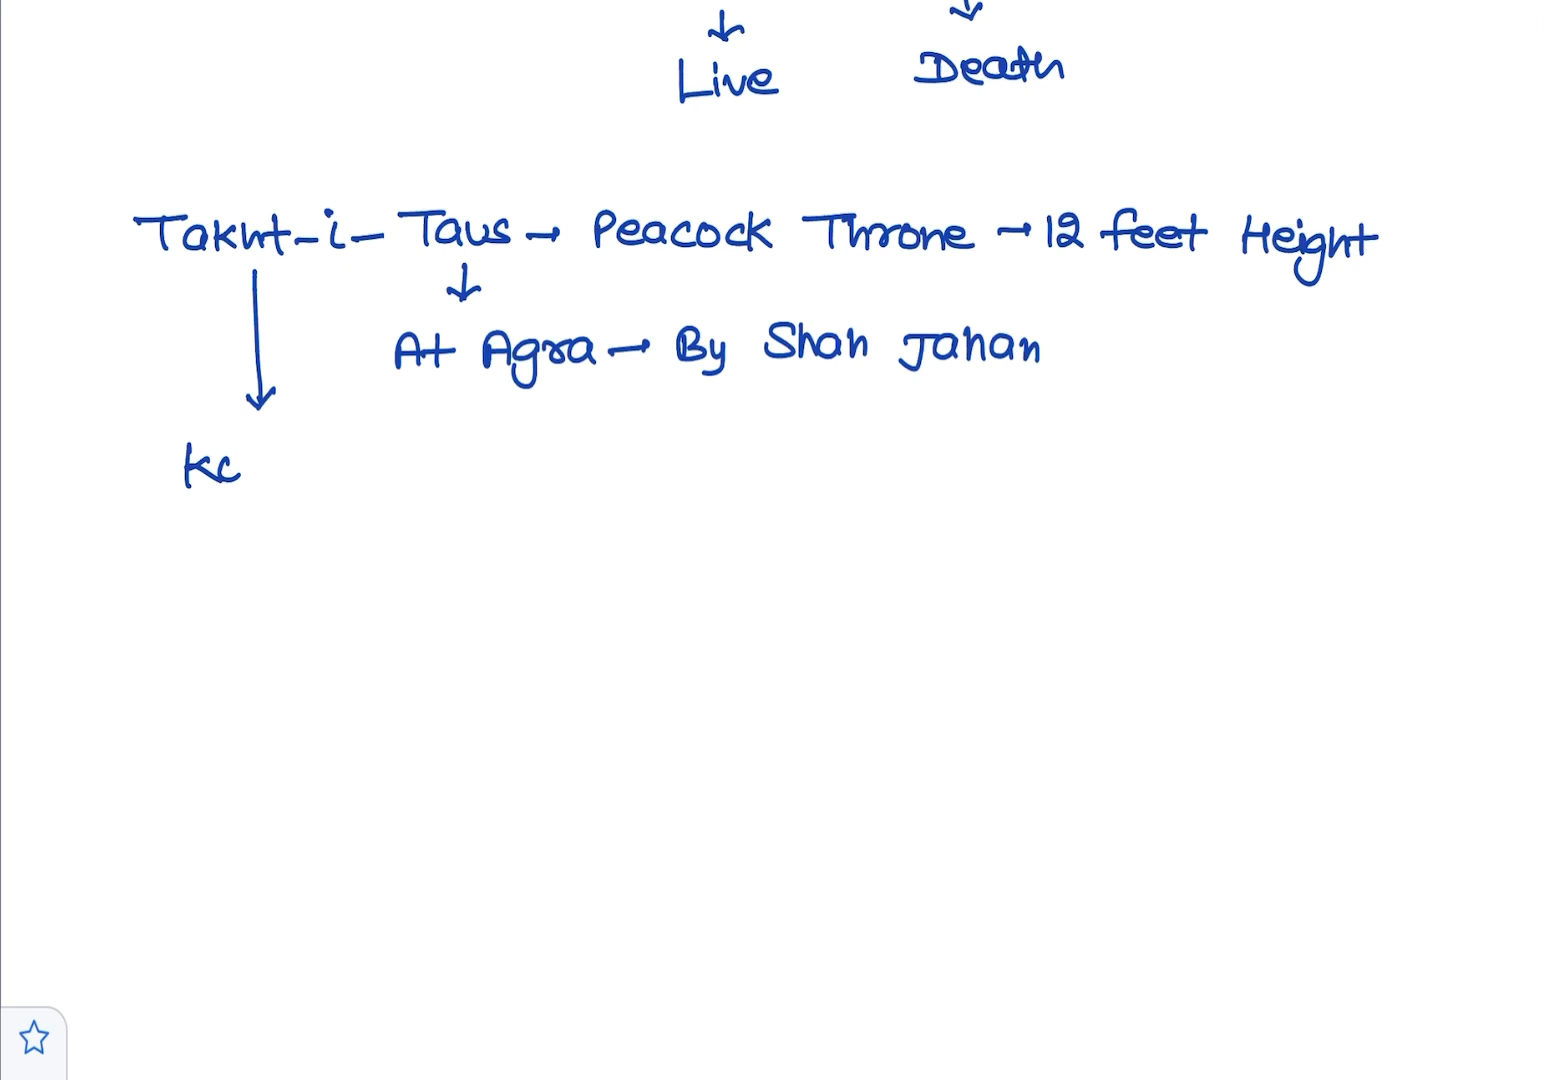 ↓ ↓
Live Death
Takht-i-Taus → Peacock Throne → 12 feet Height
↓
At Agra → By Shah Jahan
↓
Kc